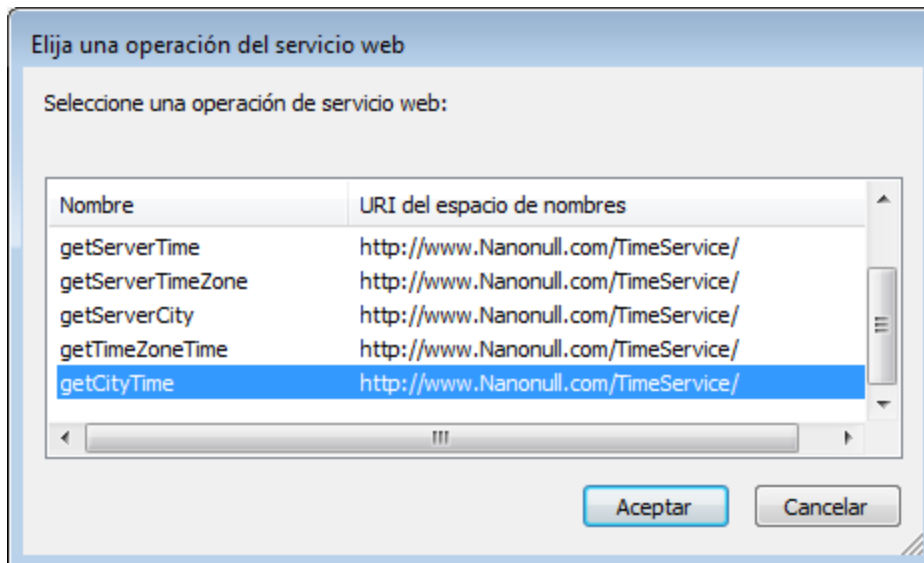 Elija una operación del servicio web
Seleccione una operación de servicio web:
Nombre URI del espacio de nombres
getServerTime http://www.Nanonull.com/TimeService/
getServerTimeZone http://www.Nanonull.com/TimeService/
getServerCity http://www.Nanonull.com/TimeService/
getTimeZoneTime http://www.Nanonull.com/TimeService/
getCityTime http://www.Nanonull.com/TimeService/
Aceptar Cancelar